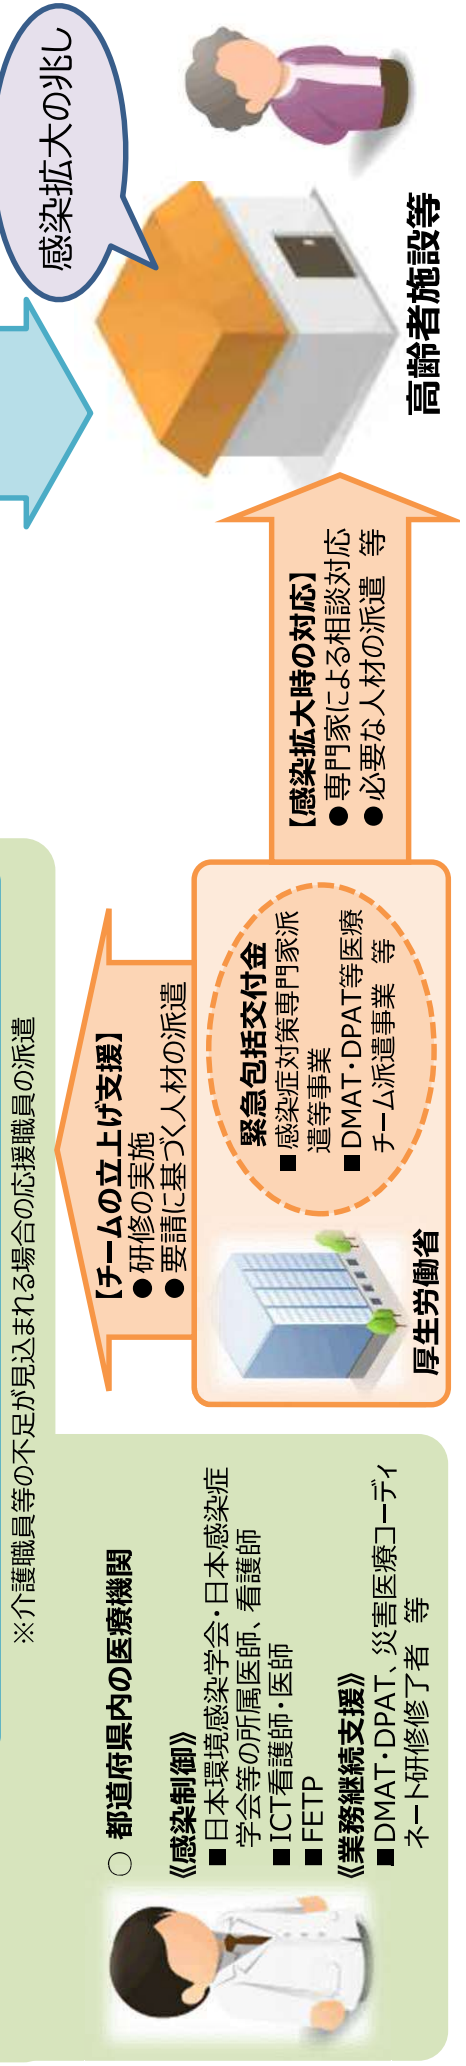 ※介護職員等の不足が見込まれる場合の応援職員の派遣
○ 都道府県内の医療機関
《感染制御》
■ 日本環境感染学会・日本感染症
学会等の所属医師、看護師
■ ICT看護師・医師
■ FETP
《業務継続支援》
■ DMAT・DPAT、災害医療コーディ
ネート研修修了者 等
【チームの立上げ支援】
● 研修の実施
● 要請に基づく人材の派遣
厚生労働省
緊急包括交付金
■ 感染症対策専門家派
遣等事業
■ DMAT・DPAT等医療
チーム派遣事業 等
【感染拡大時の対応】
● 専門家による相談対応
● 必要な人材の派遣 等
感染拡大の兆し
高齢者施設等